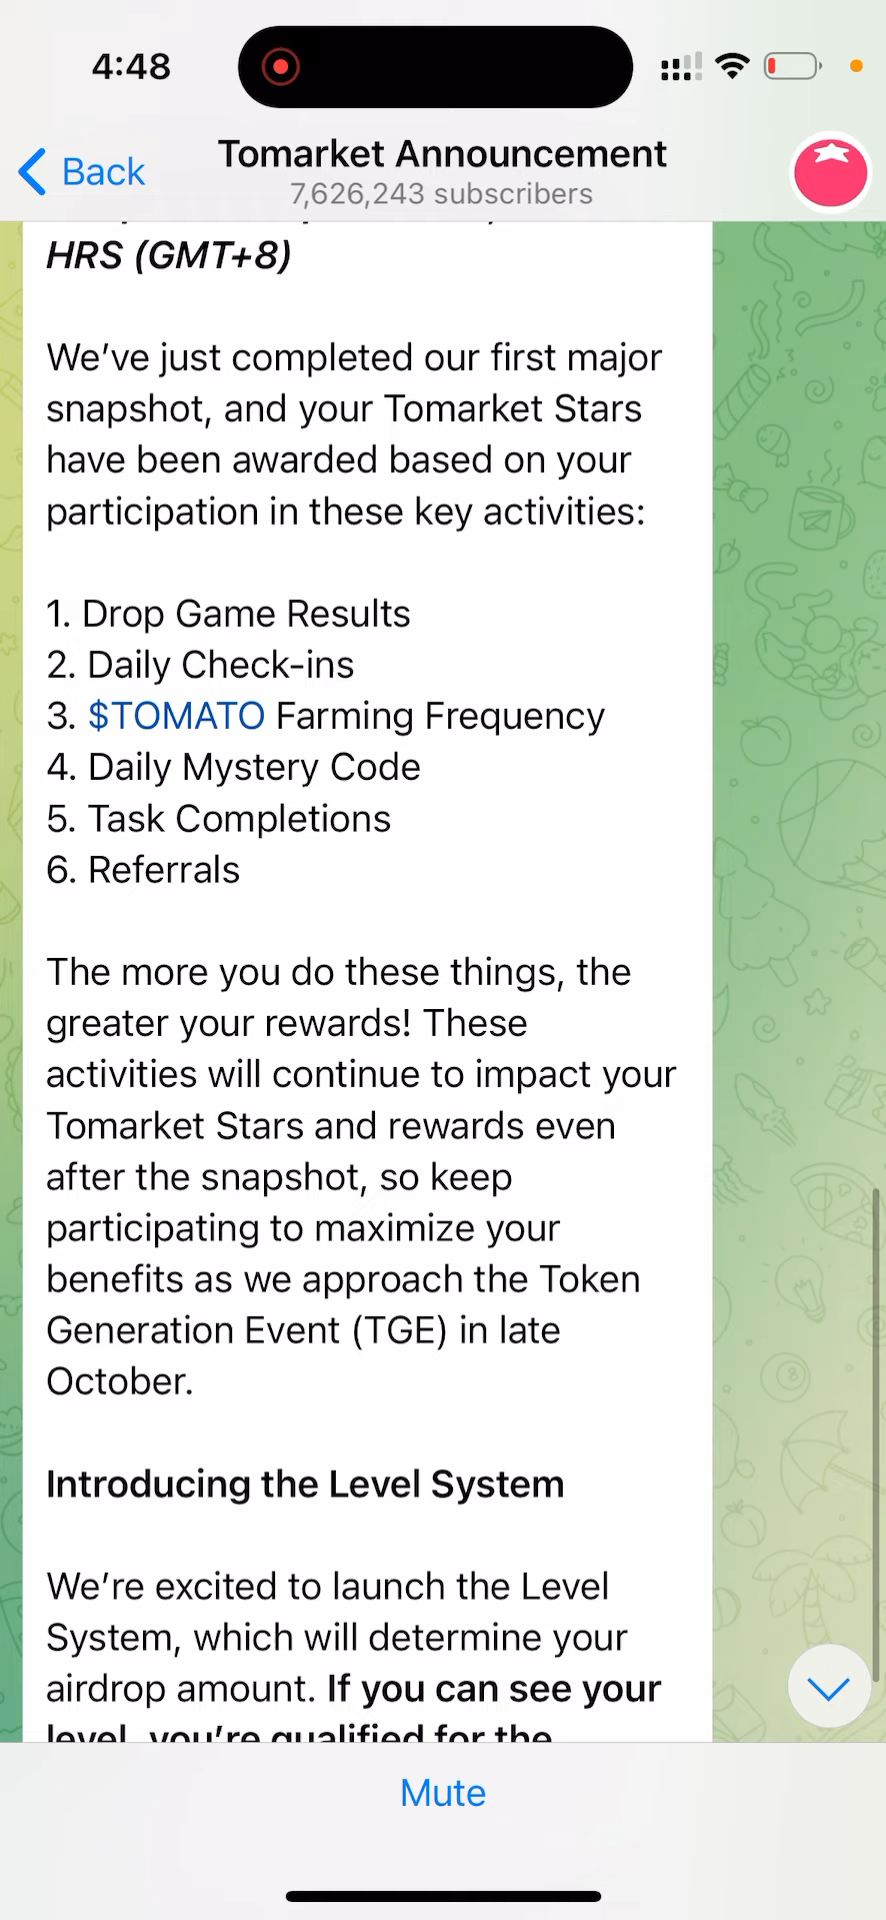 4:48
Back
Tomarket Announcement
7,626,243 subscribers
HRS (GMT+8)
We've just completed our first major
snapshot, and your Tomarket Stars
have been awarded based on your
participation in these key activities:
1. Drop Game Results
2. Daily Check-ins
3. $TOMATO Farming Frequency
4. Daily Mystery Code
5. Task Completions
6. Referrals
The more you do these things, the
greater your rewards! These
activities will continue to impact your
Tomarket Stars and rewards even
after the snapshot, so keep
participating to maximize your
benefits as we approach the Token
Generation Event (TGE) in late
October.
Introducing the Level System
We're excited to launch the Level
System, which will determine your
airdrop amount. If you can see your
level, you're qualified for the
Mute